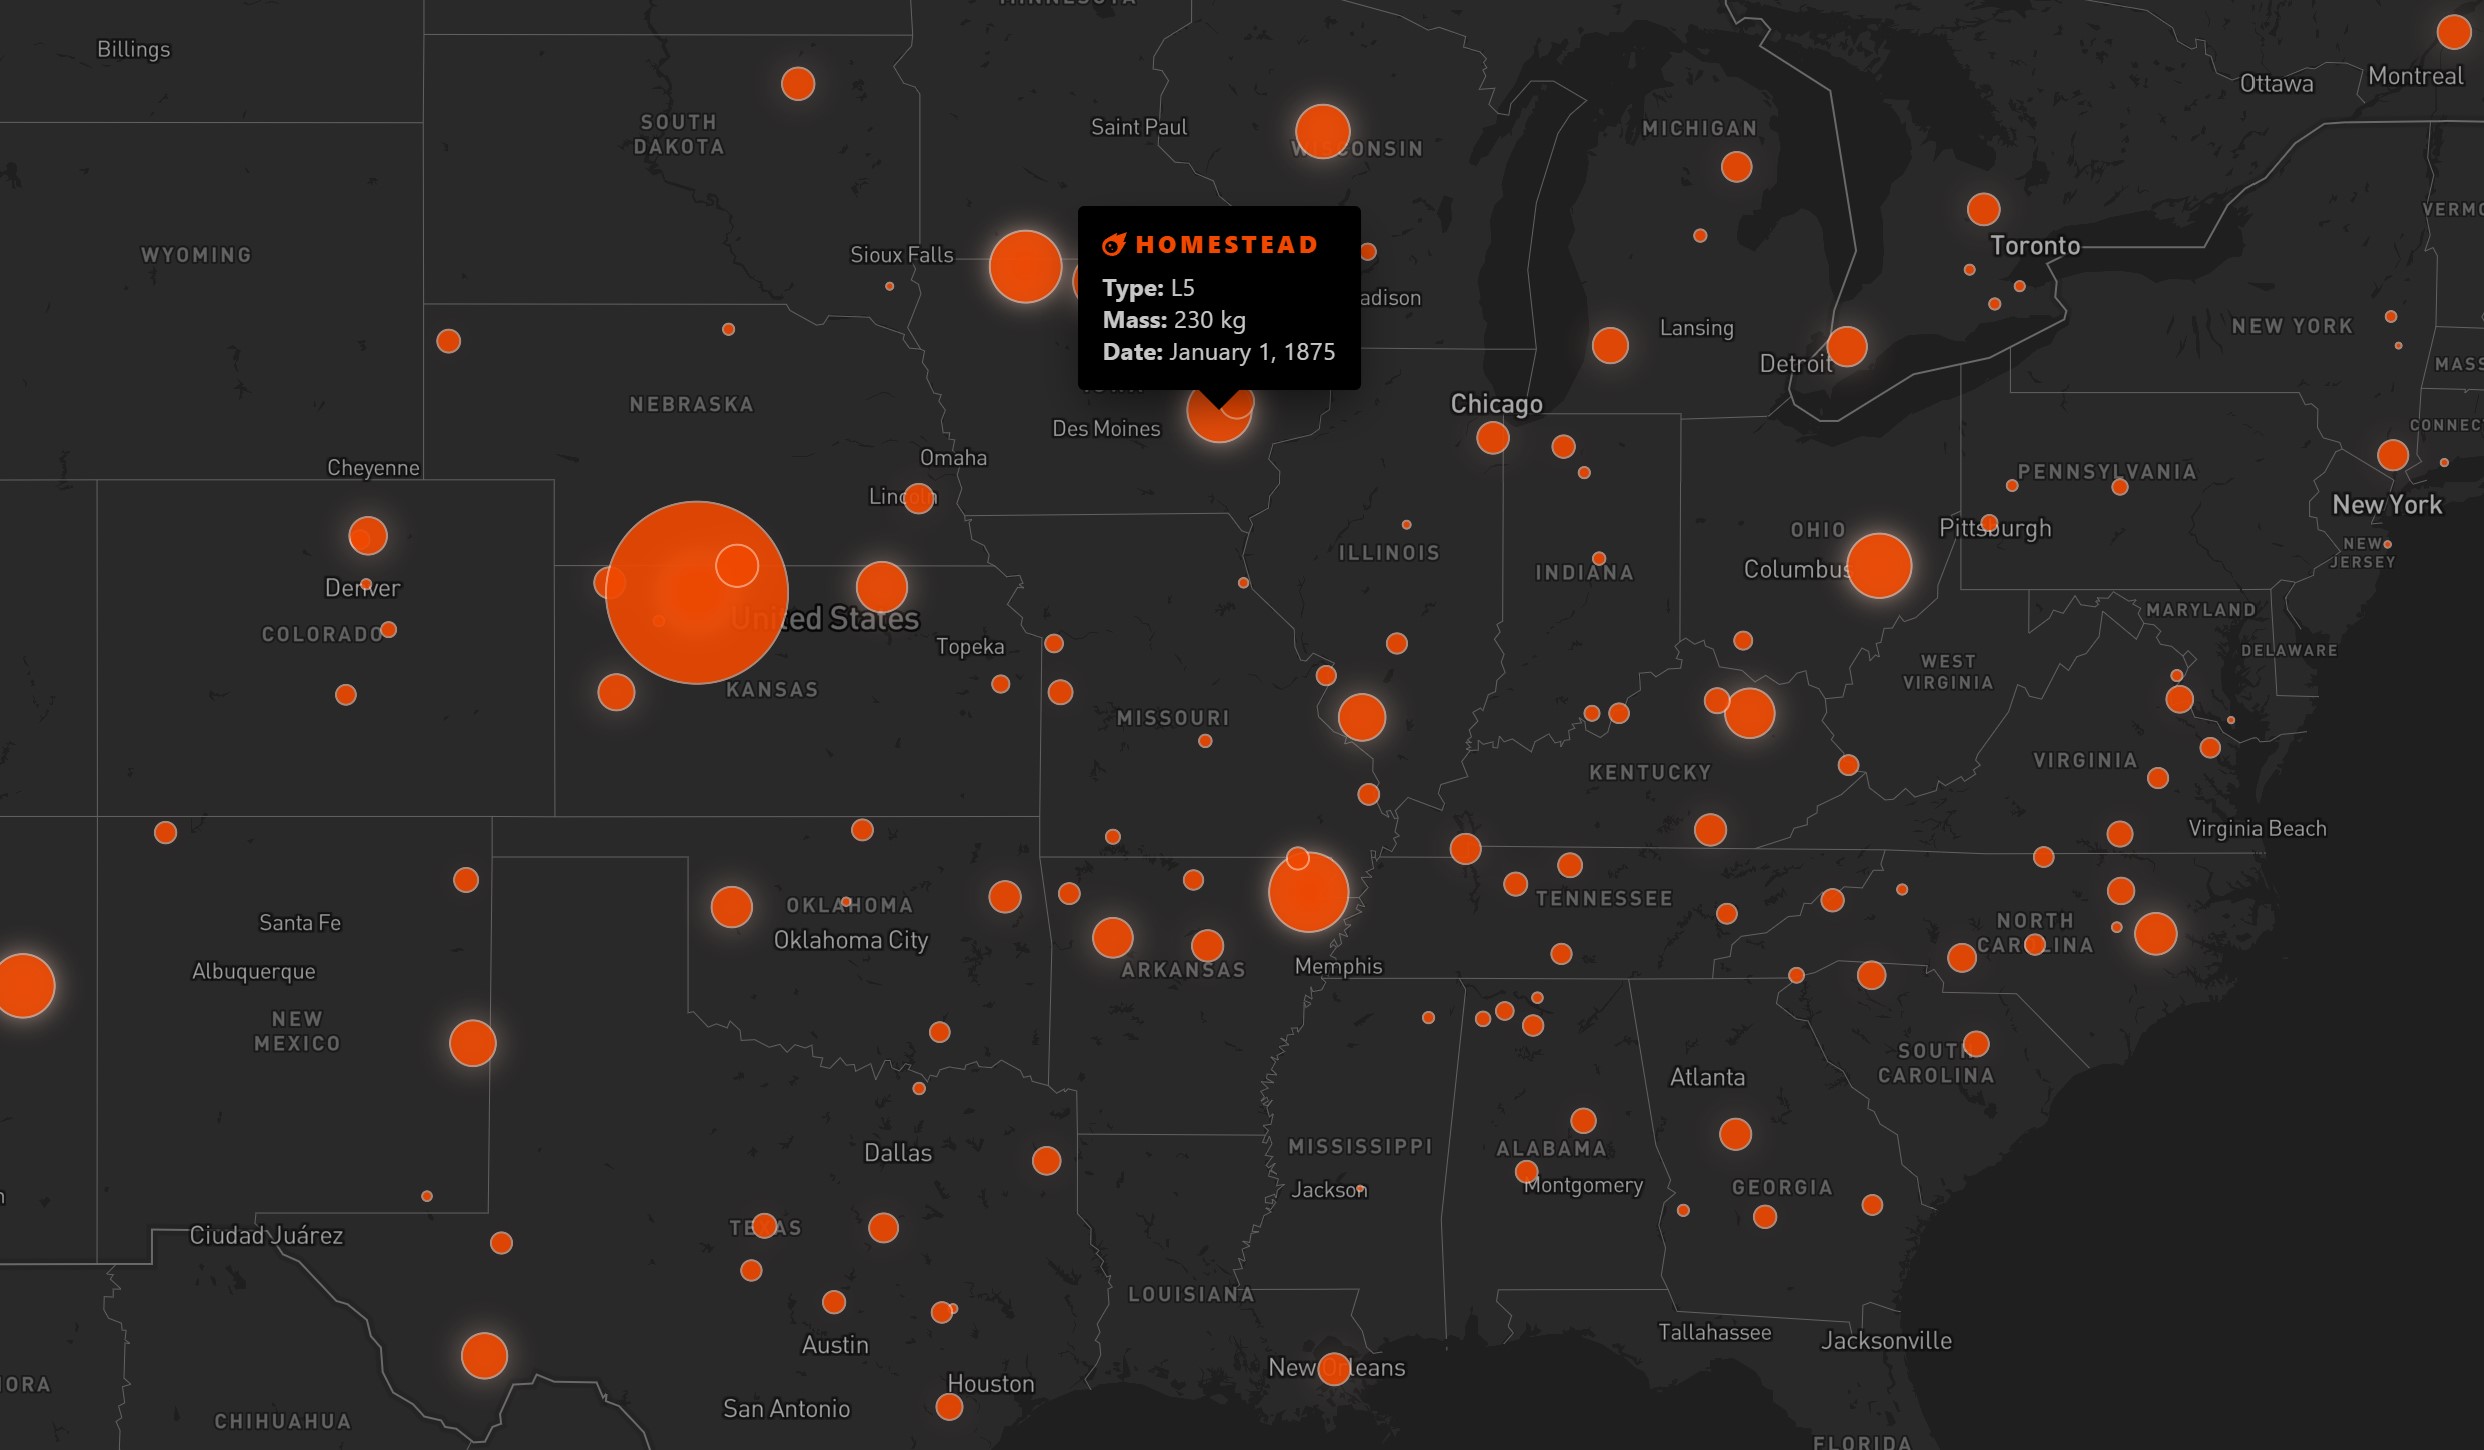 MINNESOTA
Billings
Ottawa
Montreal
SOUTH
DAKOTA
Saint Paul
WISCONSIN
MICHIGAN
VERMO
WYOMING
Sioux Falls
HOMESTEAD
Type: L5
Mass: 230 kg
Date: January 1, 1875
adison
Toronto
Lansing
Detroit
NEW YORK
MASS
NEBRASKA
Des Moines
Chicago
CONNEC
Cheyenne
Omaha
Lincoln
PENNSYLVANIA
New York
ILLINOIS
INDIANA
OHIO
Columbus
Pittsburgh
NEW
JERSEY
Denver
COLORADO
United States
Topeka
KANSAS
MARYLAND
DELAWARE
WEST
VIRGINIA
MISSOURI
KENTUCKY
VIRGINIA
Virginia Beach
Santa Fe
Albuquerque
OKLAHOMA
Oklahoma City
ARKANSAS
Memphis
TENNESSEE
NORTH
CAROLINA
NEW
MEXICO
SOUTH
CAROLINA
Atlanta
Dallas
MISSISSIPPI
Jackson
ALABAMA
Montgomery
GEORGIA
Ciudad Juárez
TEXAS
LOUISIANA
Austin
Tallahassee
Jacksonville
New Orleans
Houston
San Antonio
ORA
CHIHUAHUA
FLORIDA